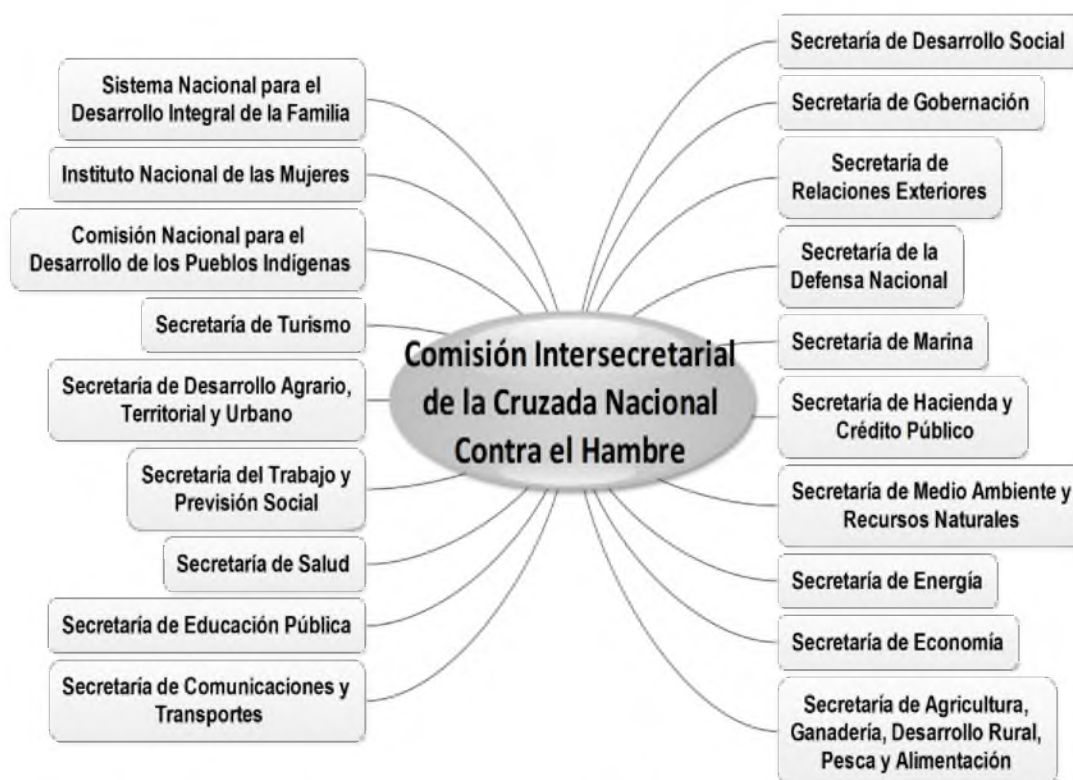 Sistema Nacional para el
Desarrollo Integral de la Familia
Instituto Nacional de las Mujeres
Comisión Nacional para el
Desarrollo de los Pueblos Indígenas
Secretaría de Turismo
Secretaría de Desarrollo Agrario,
Territorial y Urbano
Secretaría del Trabajo y
Previsión Social
Secretaría de Salud
Secretaría de Educación Pública
Secretaría de Comunicaciones y
Transportes
Comisión Intersecretarial
de la Cruzada Nacional
Contra el Hambre
Secretaría de Desarrollo Social
Secretaría de Gobernación
Secretaría de
Relaciones Exteriores
Secretaría de la
Defensa Nacional
Secretaría de Marina
Secretaría de Hacienda y
Crédito Público
Secretaría de Medio Ambiente y
Recursos Naturales
Secretaría de Energía
Secretaría de Economía
Secretaría de Agricultura,
Ganadería, Desarrollo Rural,
Pesca y Alimentación